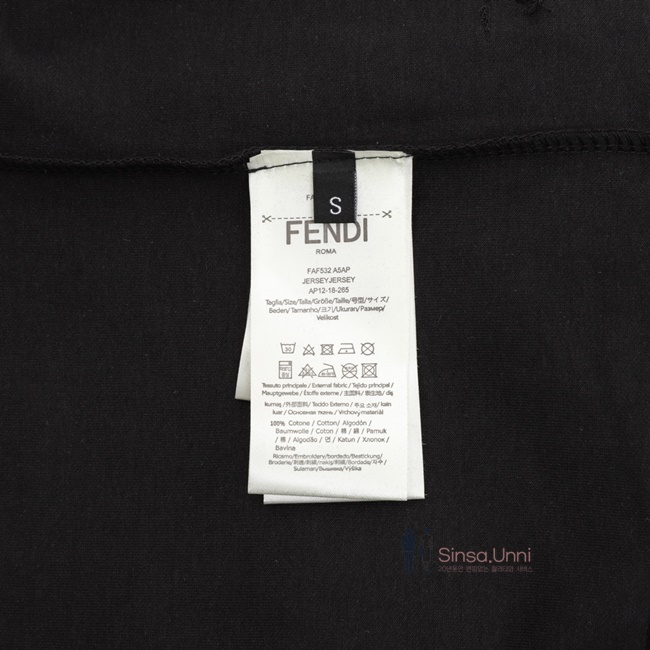 FA
S
FENDI
ROMA
FAF532 A5AP
JERSEYJERSEY
AP12-18-265
Taglia/Size/Talla/Größe/Taille/号型/サイズ/
Beden/Tamanho/크기/Ukuran/Размер/
Velikost
30
Tessuto principale / External fabric / Tejido principal /
Meuptgewebe / Étoffe externe / 主面料 / 表生地 / dış
kumaş / 外部面料 / Tecido Externo / 주요 소재 / kain
luar / Основная ткань / Vrchový materiál
100% Cotone / Cotton/ Algodón /
Baumwolle / Coton / 棉 / 綿 / Pamuk
/ 棉 / Algodão / 면 / Katun / Хлопок /
Bavlna
Ricamo/Embroidery/bordado/Bestickung/
Broderie/刺绣/刺繍/nakış/刺繡/Bordado/자수/
Sulaman/Вышивка/Výšivka
Sinsa.Unni